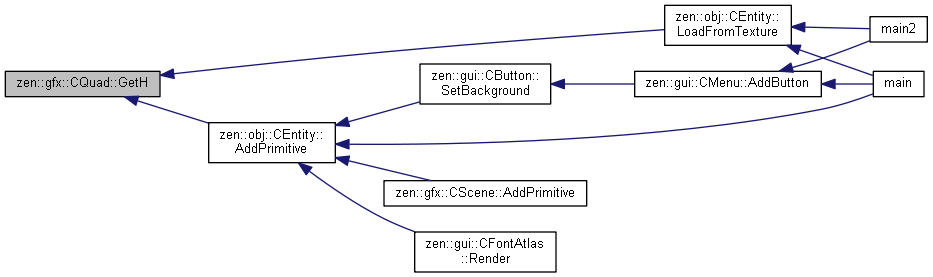 zen::obj::CEntity::
LoadFromTexture
main2
zen::gfx::CQuad::GetH
zen::gui::CButton::
SetBackground
zen::gui::CMenu::AddButton
main
zen::obj::CEntity::
AddPrimitive
zen::gfx::CScene::AddPrimitive
zen::gui::CFontAtlas
::Render